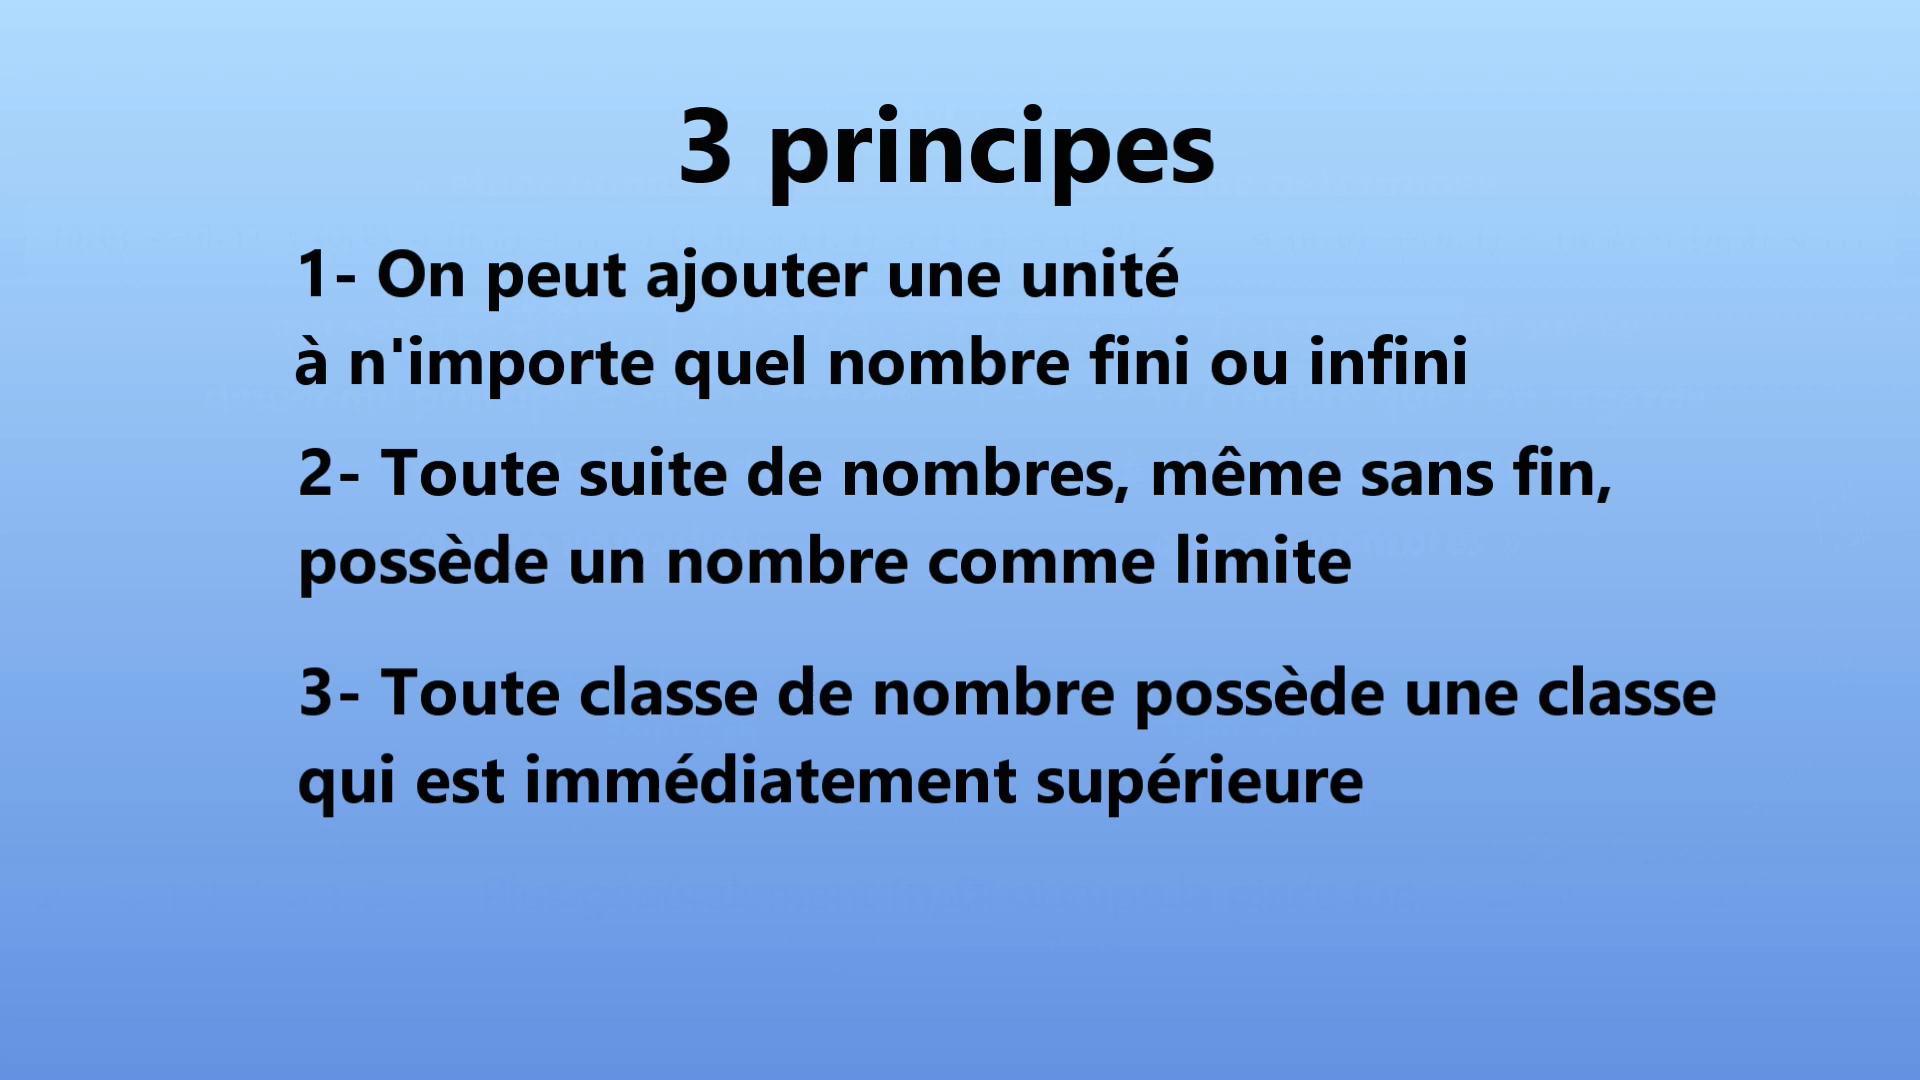 3 principes
1- On peut ajouter une unité
à n'importe quel nombre fini ou infini
2- Toute suite de nombres, même sans fin,
possède un nombre comme limite
3- Toute classe de nombre possède une classe
qui est immédiatement supérieure